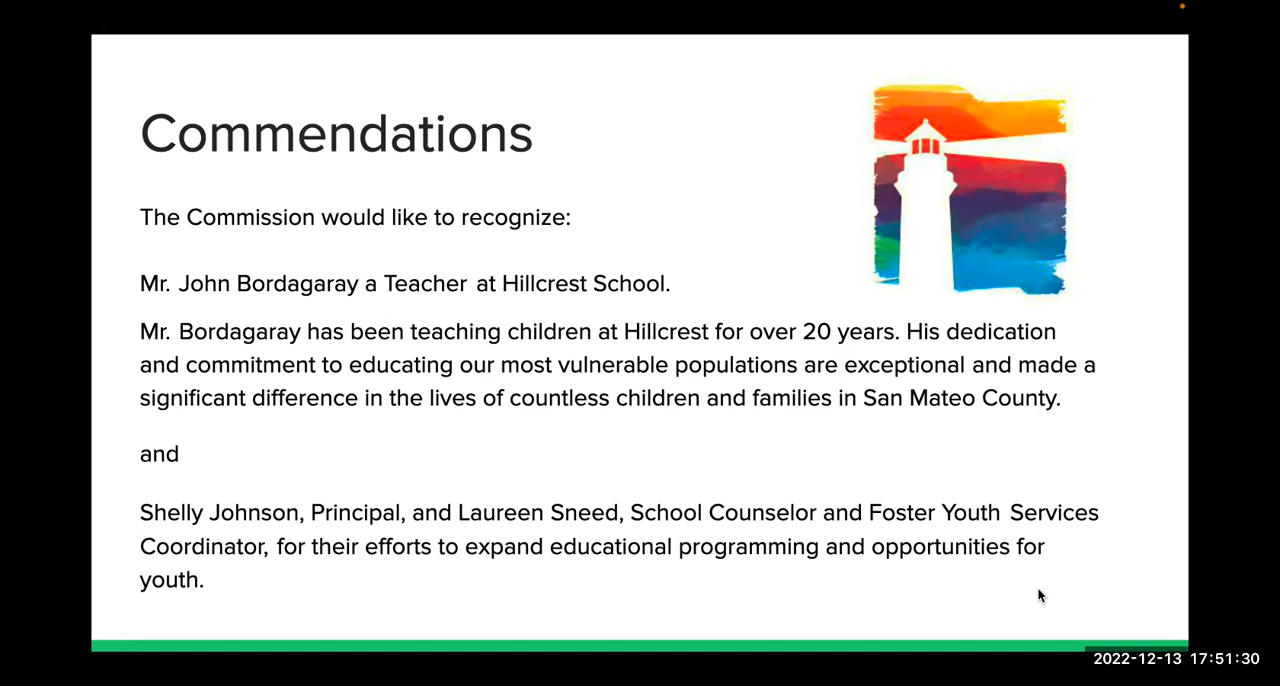 Commendations
The Commission would like to recognize:
Mr. John Bordagaray a Teacher at Hillcrest School.
Mr. Bordagaray has been teaching children at Hillcrest for over 20 years. His dedication
and commitment to educating our most vulnerable populations are exceptional and made a
significant difference in the lives of countless children and families in San Mateo County.
and
Shelly Johnson, Principal, and Laureen Sneed, School Counselor and Foster Youth Services
Coordinator, for their efforts to expand educational programming and opportunities for
youth.
2022-12-13 17:51:30